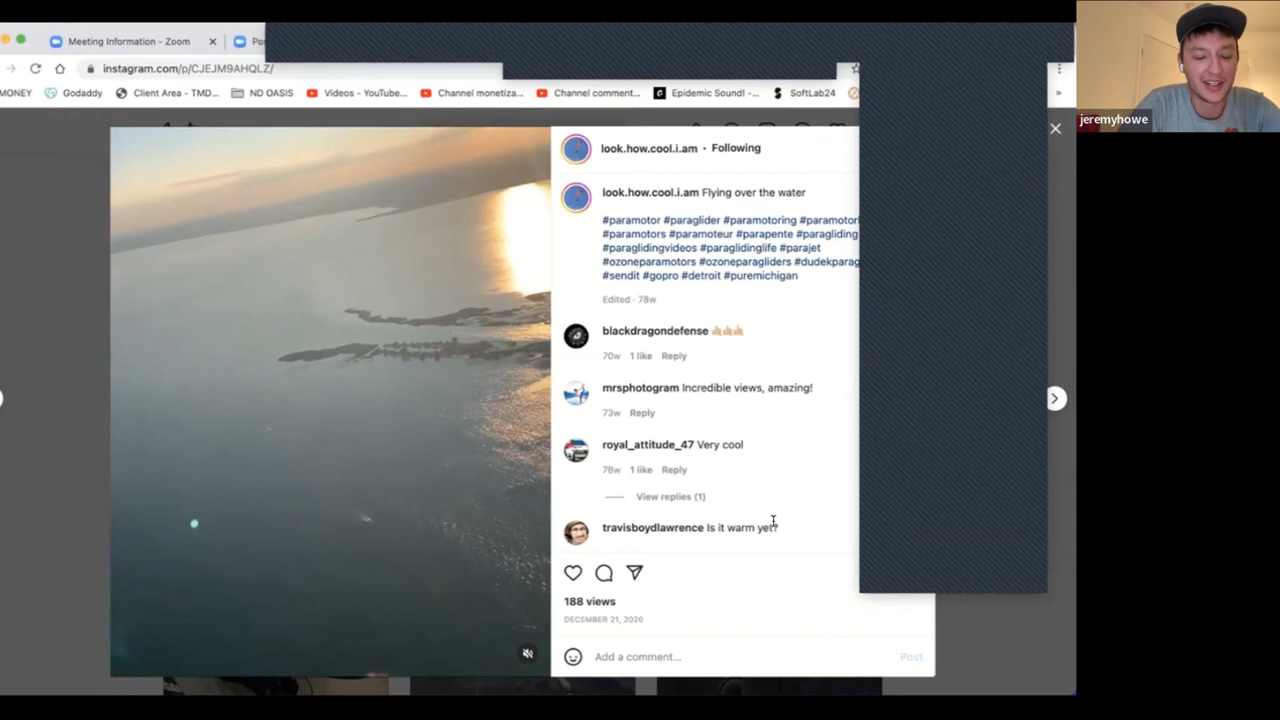 Meeting Information - Zoom
instagram.com/p/CJEJM9AHQLZ/
MONEY Godaddy Client Area - TMD... ND OASIS Videos - YouTube... Channel monetiza... Channel comment... Epidemic Sound! -... SoftLab24 »
jeremyhowe
look.how.cool.i.am • Following
look.how.cool.i.am Flying over the water
#paramotor #paraglider #paramotoring
#paramotors #paramoteur #parapente #paragliding
#paraglidingvideos #paraglidinglife #parajet
#ozoneparamotors #ozoneparagliders #dudekparag
#sendit #gopro #detroit #puremichigan
Edited · 78w
blackdragondefense 🤙🏼🤙🏼🤙🏼
70w 1 like Reply
mrsphotogram Incredible views, amazing!
73w Reply
royal_attitude_47 Very cool
78w 1 like Reply
View replies (1)
travisboydlawrence Is it warm yet?
188 views
DECEMBER 21, 2020
Add a comment... Post